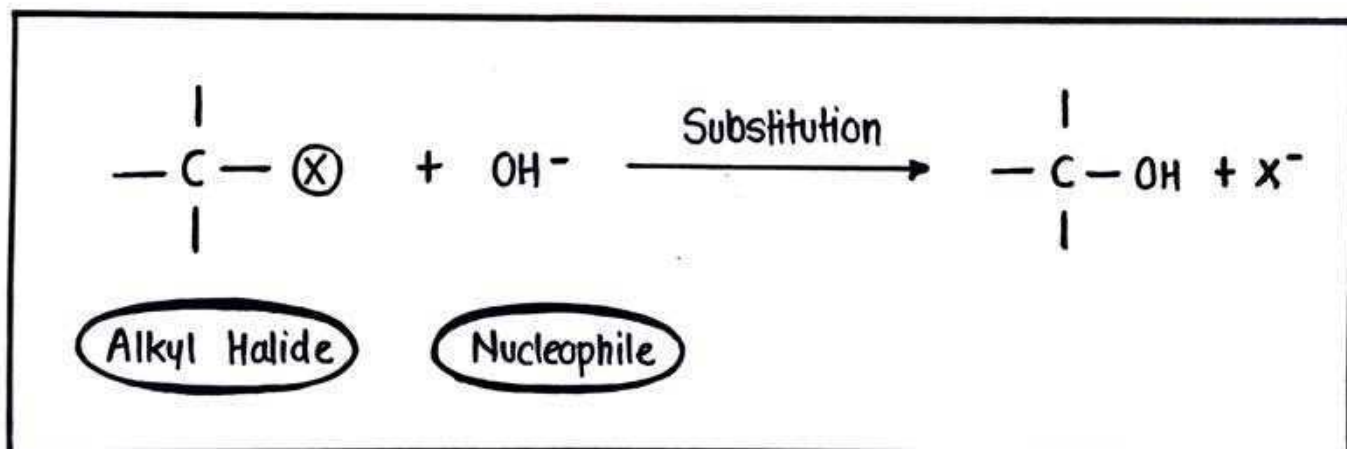 Substitution
— C — Ⓧ + OH⁻ ⟶ — C — OH + X⁻
Alkyl Halide Nucleophile